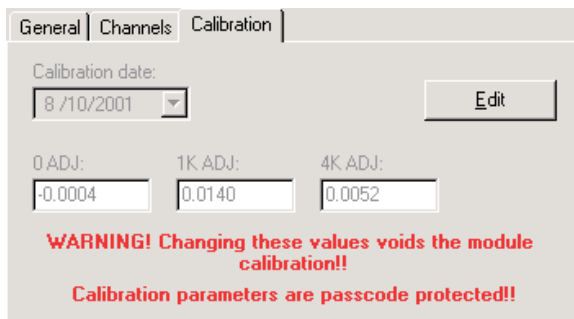 General Channels Calibration
Calibration date:
8 /10/2001
Edit
0 ADJ: 1K ADJ: 4K ADJ:
-0.0004 0.0140 0.0052
WARNING! Changing these values voids the module
calibration!!
Calibration parameters are passcode protected!!